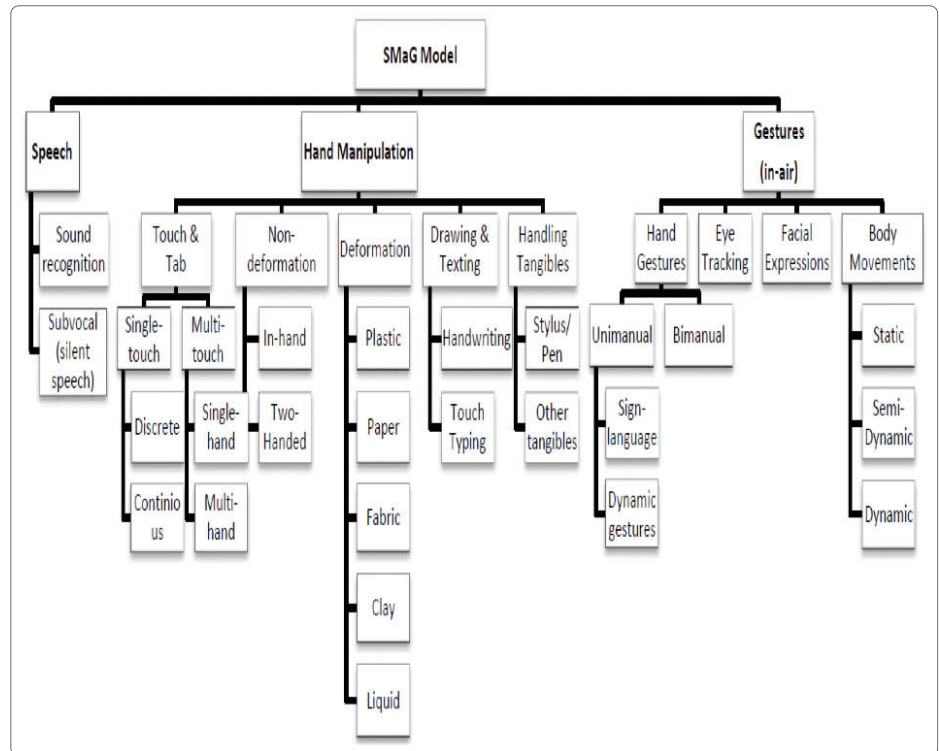 SMaG Model
Speech
Hand Manipulation
Gestures
(in-air)
Sound
recognition
Subvocal
(silent
speech)
Touch &
Tab
Single-
touch
Discrete
Continio
us
Multi-
touch
Single-
hand
Multi-
hand
Non-
deformation
In-hand
Two-
Handed
Deformation
Plastic
Paper
Fabric
Clay
Liquid
Drawing
& Texting
Handwriting
Touch
Typing
Handling
Tangibles
Stylus/
Pen
Other
tangibles
Hand
Gestures
Unimanual
Sign-
language
Dynamic
gestures
Bimanual
Eye
Tracking
Facial
Expressions
Body
Movements
Static
Semi-
Dynamic
Dynamic